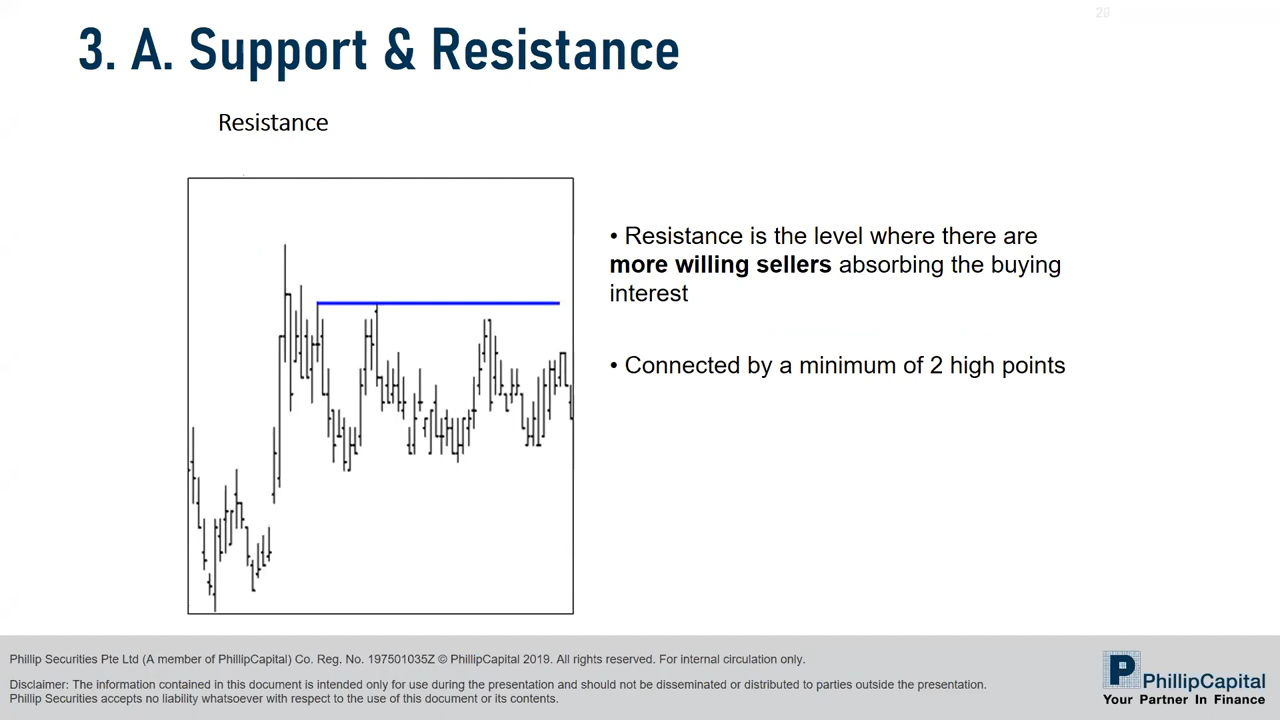 28
3. A. Support & Resistance
Resistance
• Resistance is the level where there are
more willing sellers absorbing the buying
interest
• Connected by a minimum of 2 high points
Phillip Securities Pte Ltd (A member of PhillipCapital) Co. Reg. No. 197501035Z © PhillipCapital 2019. All rights reserved. For internal circulation only.
Disclaimer: The information contained in this document is intended only for use during the presentation and should not be disseminated or distributed to parties outside the presentation.
Phillip Securities accepts no liability whatsoever with respect to the use of this document or its contents.
P
PhillipCapital
Your Partner In Finance